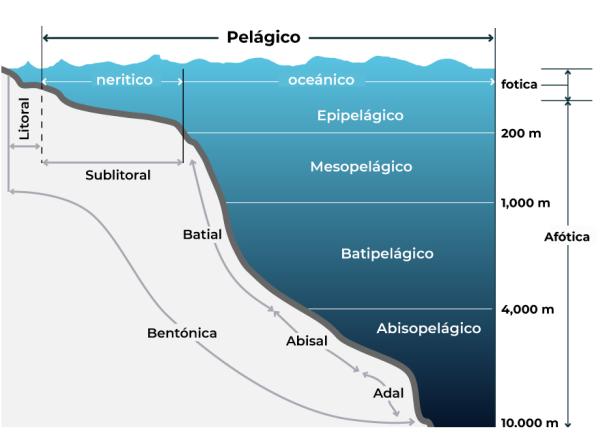 Pelágico
neritico
oceánico
fotica
Litoral
Epipelágico
200 m
Sublitoral
Mesopelágico
1,000 m
Batial
Afótica
Batipelágico
4,000 m
Bentónica
Abisal
Abisopelágico
Adal
10.000 m